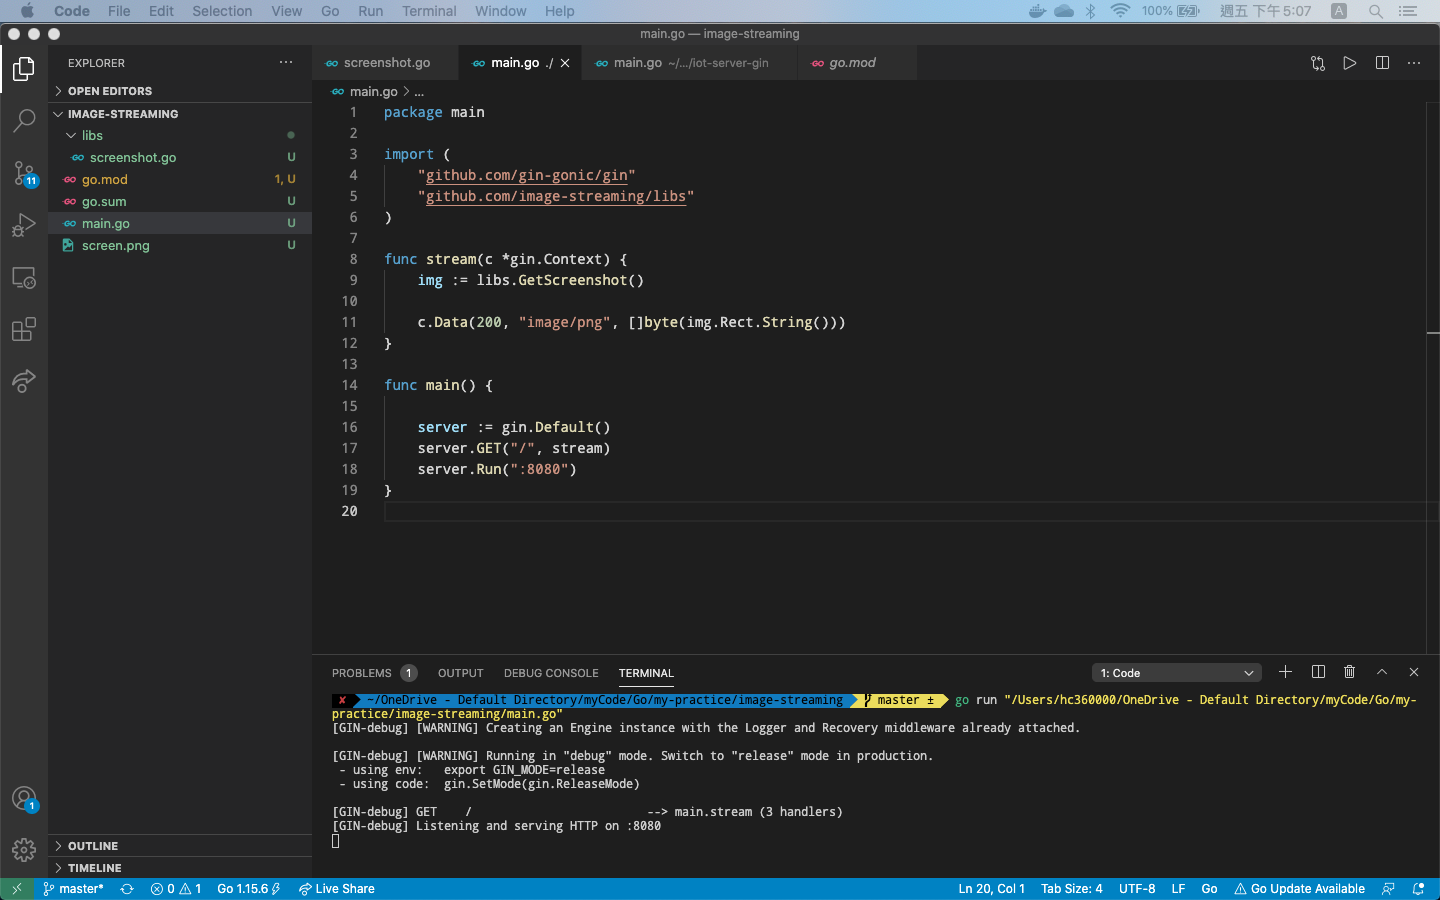 Code File Edit Selection View Go Run Terminal Window Help 100% 週五 下午5:07 A
main.go — image-streaming
EXPLORER
screenshot.go
main.go ./
main.go ~/.../iot-server-gin
go.mod
OPEN EDITORS
IMAGE-STREAMING
libs
screenshot.go U
go.mod 1, U
go.sum U
main.go U
screen.png U
11
1
OUTLINE
TIMELINE
main.go > ...
1 package main
2
3 import (
4 "github.com/gin-gonic/gin"
5 "github.com/image-streaming/libs"
6 )
7
8 func stream(c *gin.Context) {
9 img := libs.GetScreenshot()
10
11 c.Data(200, "image/png", []byte(img.Rect.String()))
12 }
13
14 func main() {
15
16 server := gin.Default()
17 server.GET("/", stream)
18 server.Run(":8080")
19 }
20
PROBLEMS 1 OUTPUT DEBUG CONSOLE TERMINAL 1: Code
✘ ~/OneDrive - Default Directory/myCode/Go/my-practice/image-streaming master ± go run "/Users/hc360000/OneDrive - Default Directory/myCode/Go/my-
practice/image-streaming/main.go"
[GIN-debug] [WARNING] Creating an Engine instance with the Logger and Recovery middleware already attached.
[GIN-debug] [WARNING] Running in "debug" mode. Switch to "release" mode in production.
- using env: export GIN_MODE=release
- using code: gin.SetMode(gin.ReleaseMode)
[GIN-debug] GET / --> main.stream (3 handlers)
[GIN-debug] Listening and serving HTTP on :8080
master* 0 1 Go 1.15.6 Live Share Ln 20, Col 1 Tab Size: 4 UTF-8 LF Go Go Update Available